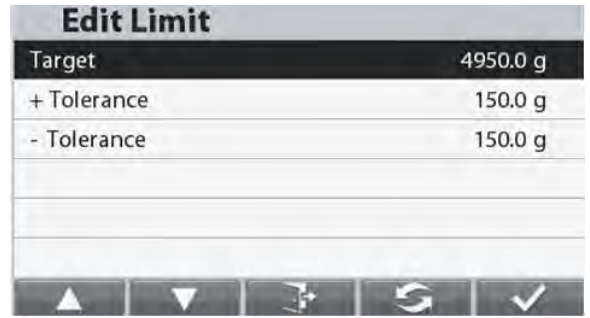 Edit Limit
Target 4950.0 g
+ Tolerance 150.0 g
- Tolerance 150.0 g